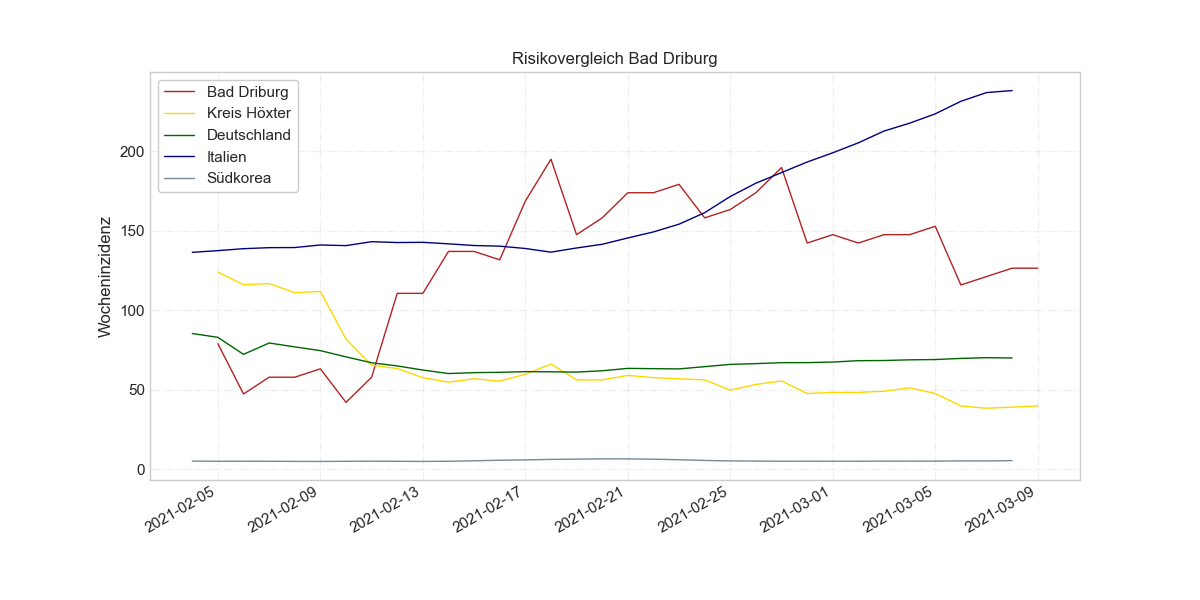 Risikovergleich Bad Driburg
Bad Driburg
Kreis Höxter
Deutschland
Italien
Südkorea
Wocheninzidenz
200
150
100
50
0
2021-02-05
2021-02-09
2021-02-13
2021-02-17
2021-02-21
2021-02-25
2021-03-01
2021-03-05
2021-03-09